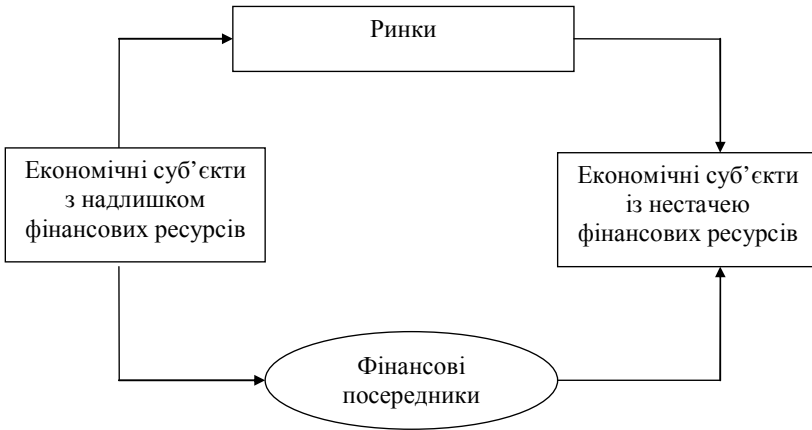 Ринки
Економічні суб’єкти
з надлишком
фінансових ресурсів
Економічні суб’єкти
із нестачею
фінансових ресурсів
Фінансові
посередники